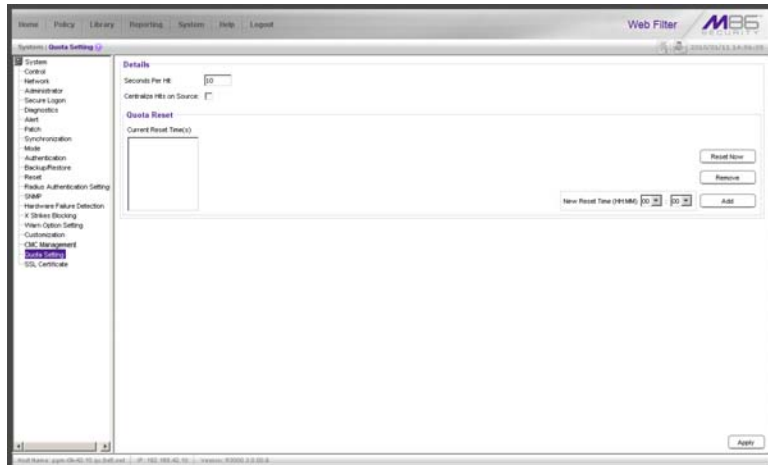 Home Policy Library Reporting System Help Logout
Web Filter
M86
SECURITY
System : Quota Setting
System
Control
Network
Administrator
Secure Logon
Diagnostics
Alert
Patch
Synchronization
Mode
Authentication
Backup/Restore
Reset
Radius Authentication Setting
SNMP
Hardware Failure Detection
X Strikes Blocking
Warn Option Setting
Customization
CMC Management
Quota Setting
SSL Certificate
Details
Seconds Per Hit 10
Centralize Hits on Source
Quota Reset
Current Reset Time(s)
Reset Now
Remove
New Reset Time (HH:MM) 00 : 00 Add
Apply
Host Name: